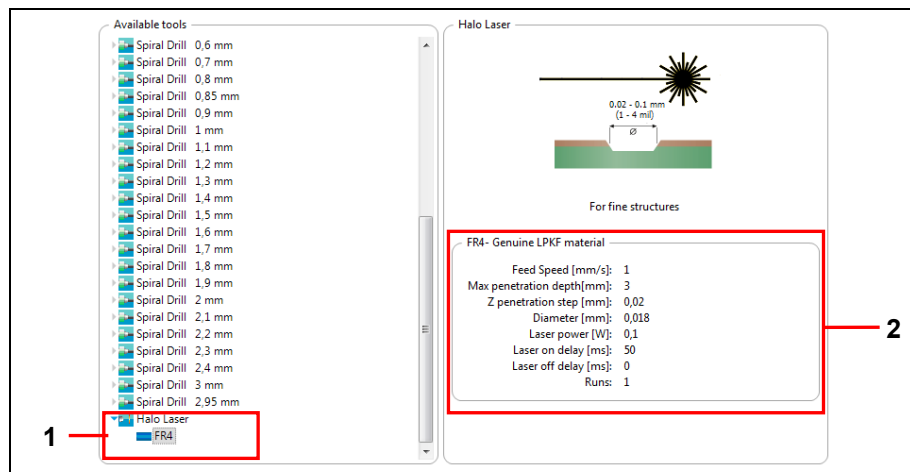 Available tools
Spiral Drill 0,6 mm
Spiral Drill 0,7 mm
Spiral Drill 0,8 mm
Spiral Drill 0,85 mm
Spiral Drill 0,9 mm
Spiral Drill 1 mm
Spiral Drill 1,1 mm
Spiral Drill 1,2 mm
Spiral Drill 1,3 mm
Spiral Drill 1,4 mm
Spiral Drill 1,5 mm
Spiral Drill 1,6 mm
Spiral Drill 1,7 mm
Spiral Drill 1,8 mm
Spiral Drill 1,9 mm
Spiral Drill 2 mm
Spiral Drill 2,1 mm
Spiral Drill 2,2 mm
Spiral Drill 2,3 mm
Spiral Drill 2,4 mm
Spiral Drill 3 mm
Spiral Drill 2,95 mm
Halo Laser
FR4
1
Halo Laser
0.02 - 0.1 mm
(1 - 4 mil)
Ø
For fine structures
FR4- Genuine LPKF material
Feed Speed [mm/s]: 1
Max penetration depth[mm]: 3
Z penetration step [mm]: 0,02
Diameter [mm]: 0,018
Laser power [W]: 0,1
Laser on delay [ms]: 50
Laser off delay [ms]: 0
Runs: 1
2